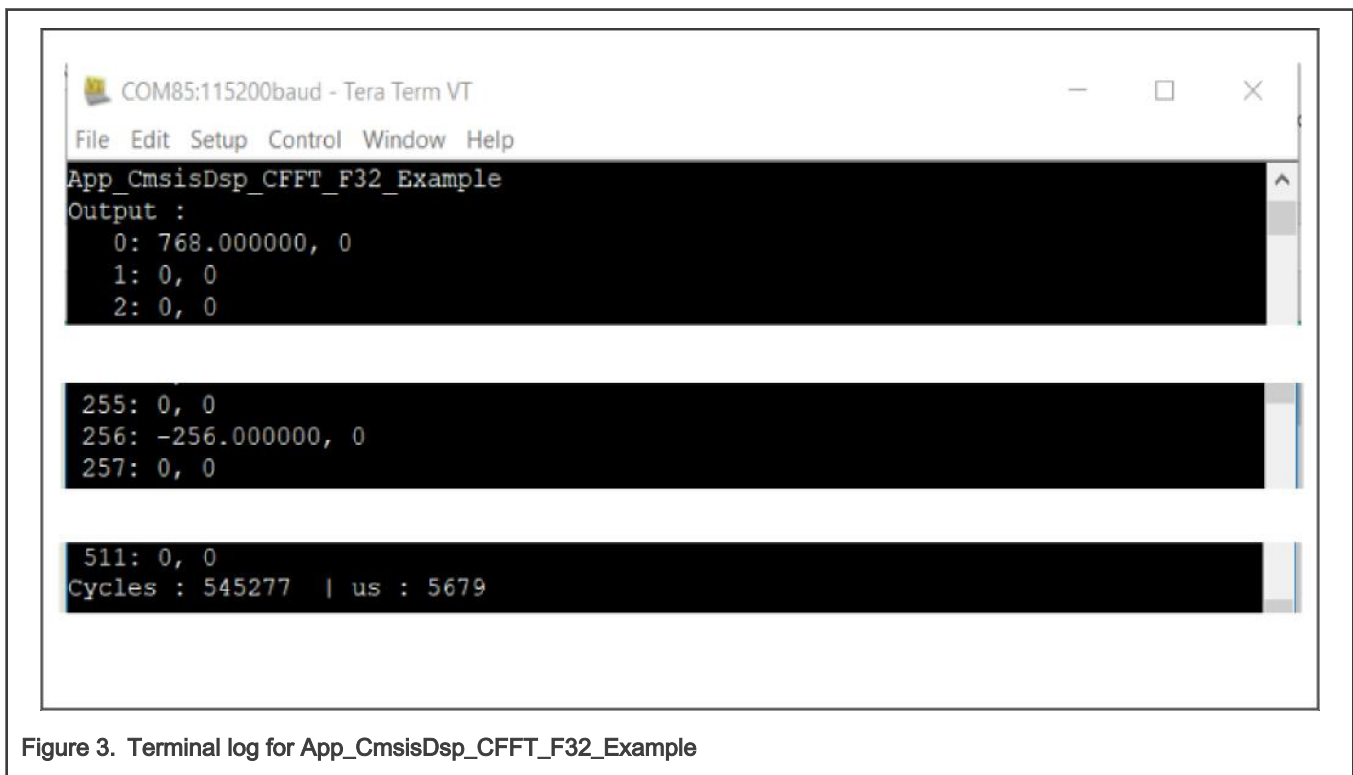 COM85:115200baud - Tera Term VT
File Edit Setup Control Window Help
App_CmsisDsp_CFFT_F32_Example
Output :
0: 768.000000, 0
1: 0, 0
2: 0, 0
255: 0, 0
256: -256.000000, 0
257: 0, 0
511: 0, 0
Cycles : 545277 | us : 5679
Figure 3. Terminal log for App_CmsisDsp_CFFT_F32_Example